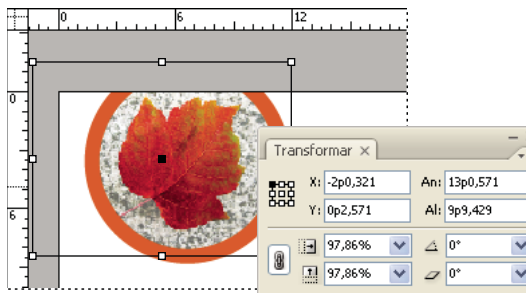 0 6 12
0
6
Transformar ×
X: -2p0,321 An: 13p0,571
Y: 0p2,571 Al: 9p9,429
97,86% 0°
97,86% 0°